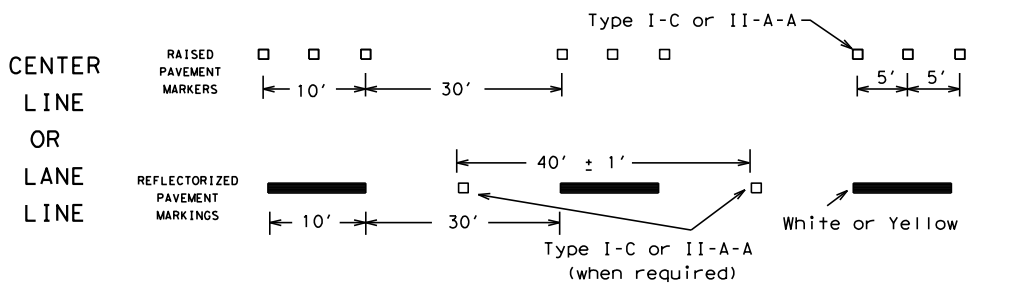 Type I-C or II-A-A
CENTER
LINE
OR
LANE
LINE
RAISED
PAVEMENT
MARKERS
10'
30'
5'
5'
40' ± 1'
REFLECTORIZED
PAVEMENT
MARKINGS
10'
30'
White or Yellow
Type I-C or II-A-A
(when required)